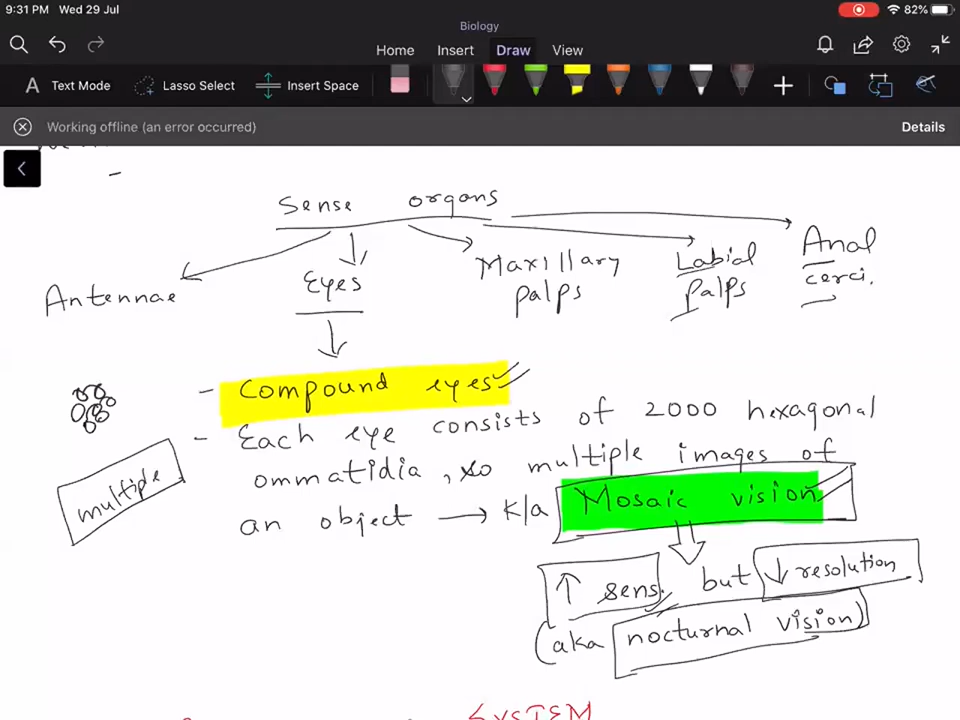 9:31 PM Wed 29 Jul
82%
Biology
Home Insert Draw View
Text Mode Lasso Select Insert Space
Working offline (an error occurred) Details
Sense organs
Antennae
Eyes
Maxillary palps
Labial palps
Anal cerci.
- Compound eyes
- Each eye consists of 2000 hexagonal
ommatidia, so multiple images of
an object → k/a Mosaic vision
multiple
↑ sens. but ↓ resolution
(aka nocturnal vision)
SYSTEM